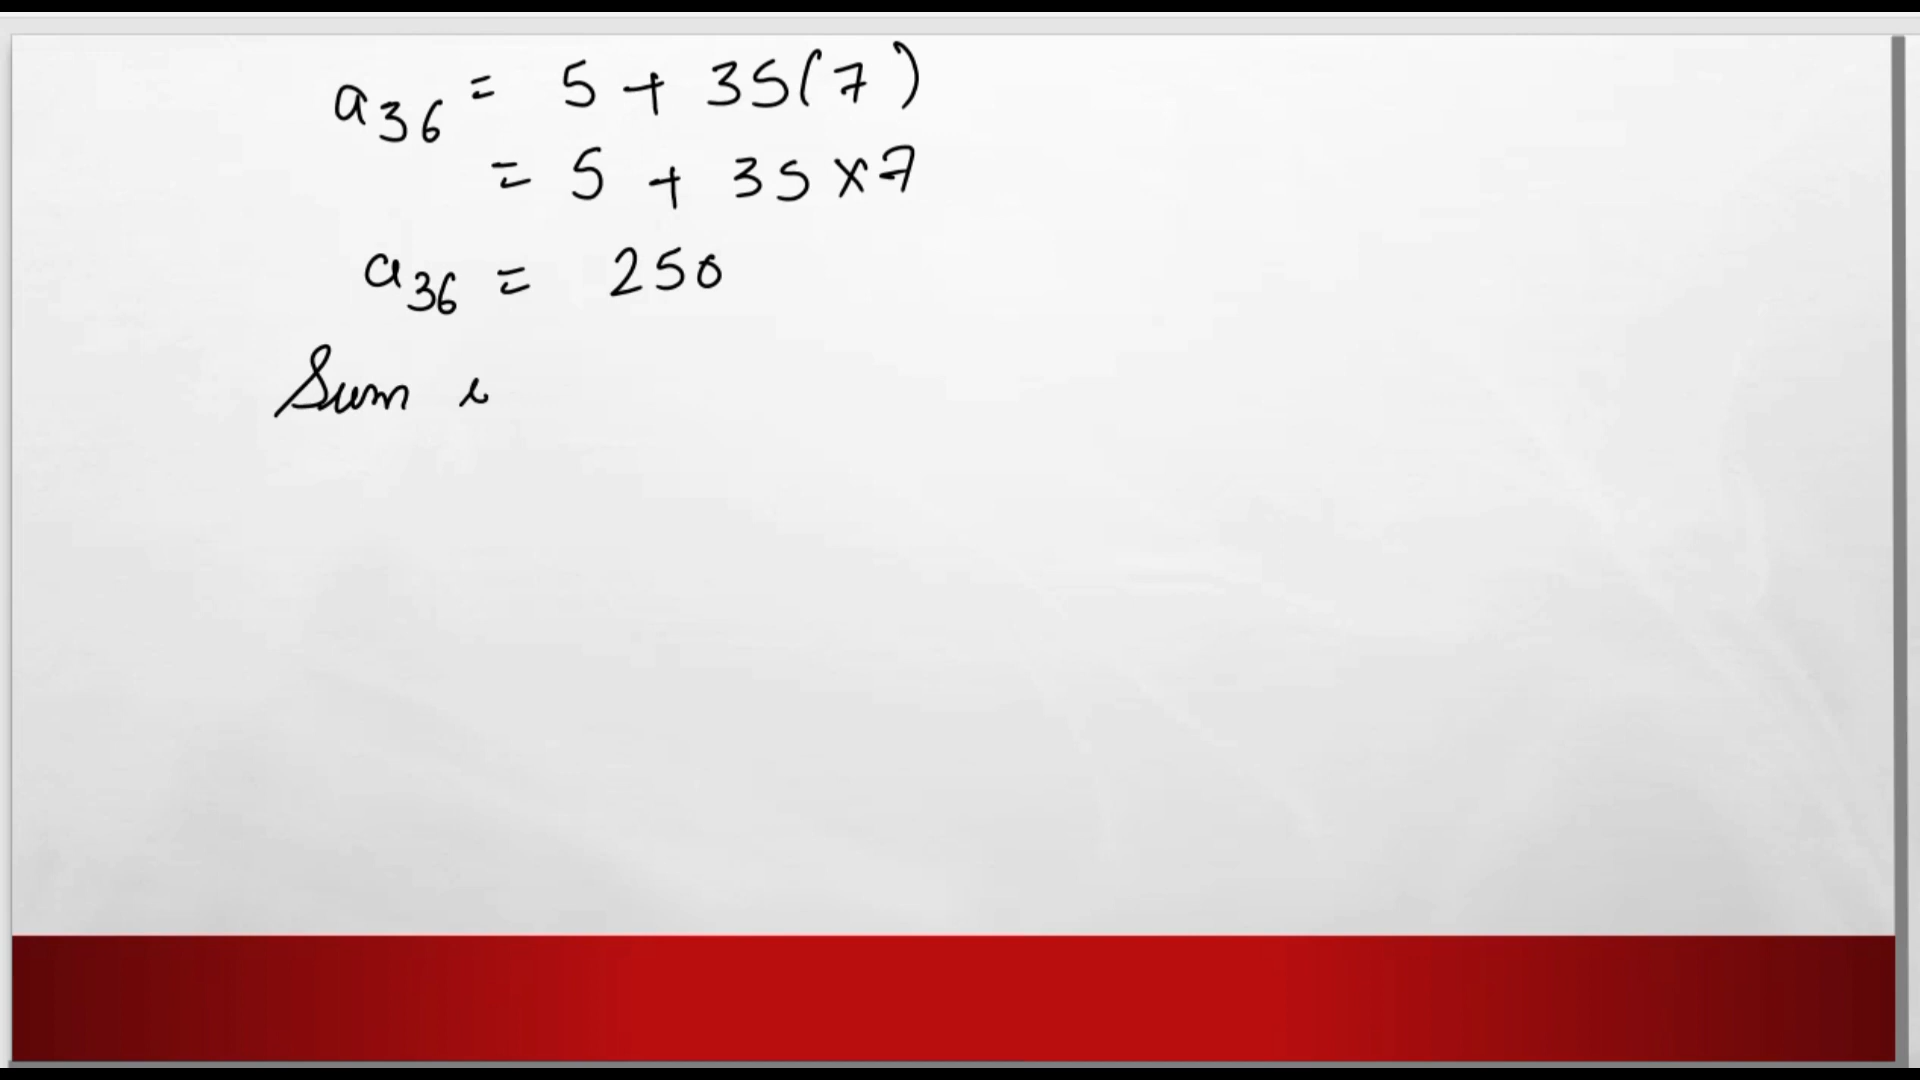 a₃₆ = 5 + 35(7)
= 5 + 35×7
a₃₆ = 250
Sum